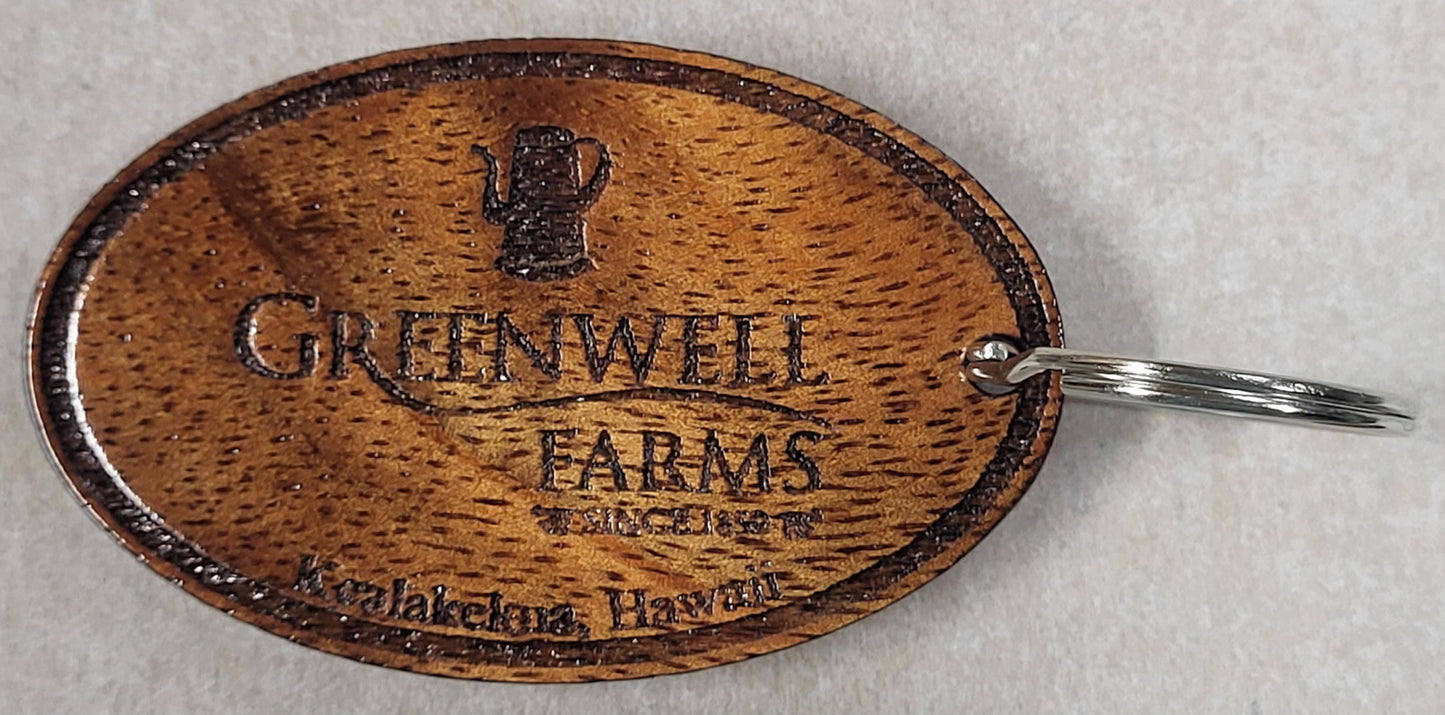 GREENWELL
FARMS
SINCE 1850
Kealakekua, Hawaii